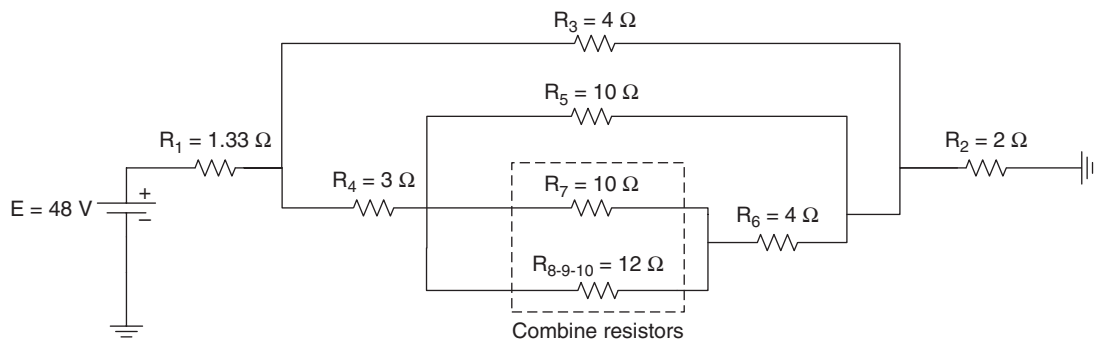 R₃ = 4 Ω
R₅ = 10 Ω
R₁ = 1.33 Ω
R₂ = 2 Ω
R₄ = 3 Ω
R₇ = 10 Ω
E = 48 V
+
−
R₆ = 4 Ω
R₈₋₉₋₁₀ = 12 Ω
Combine resistors